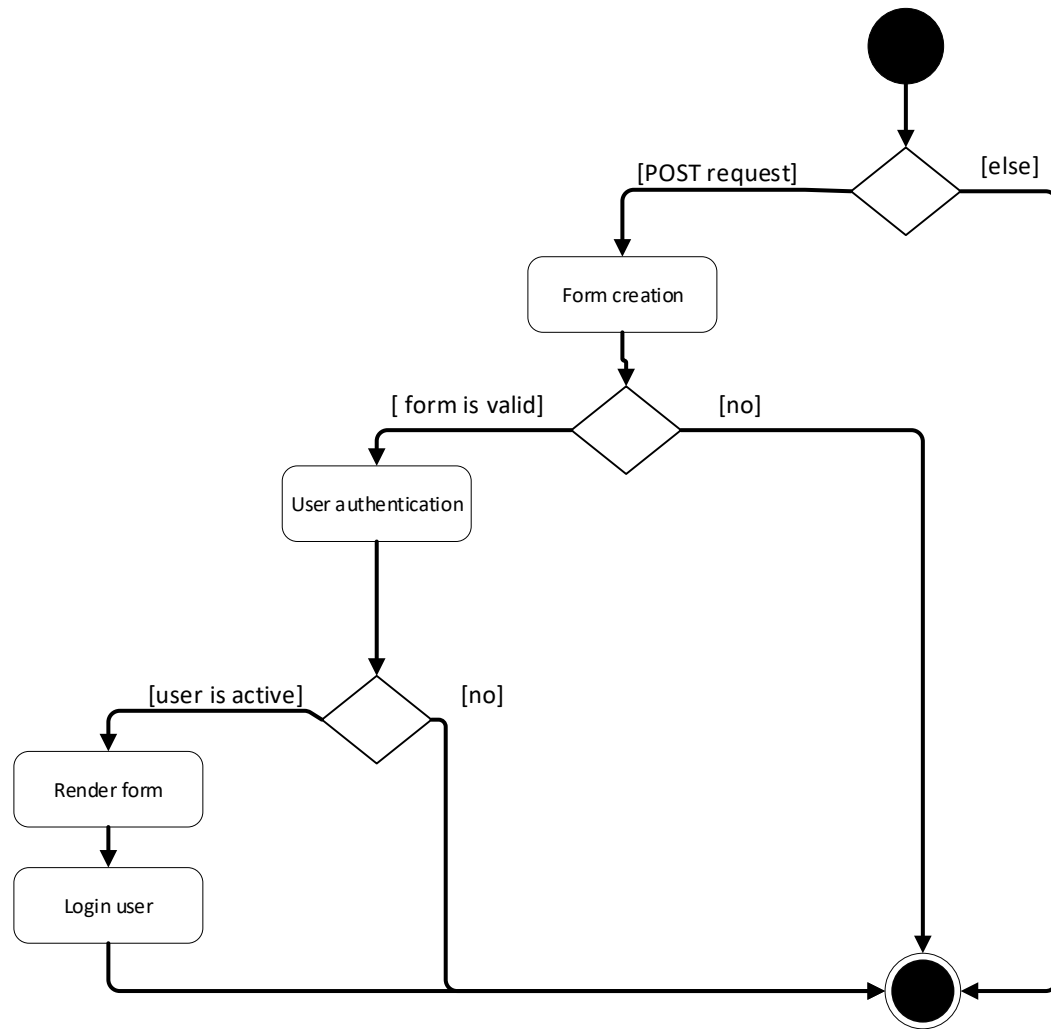 [POST request]
[else]
Form creation
[ form is valid]
[no]
User authentication
[user is active]
[no]
Render form
Login user